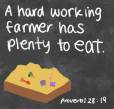 A hard working
farmer has
plenty to eat.
Proverbs 28:19